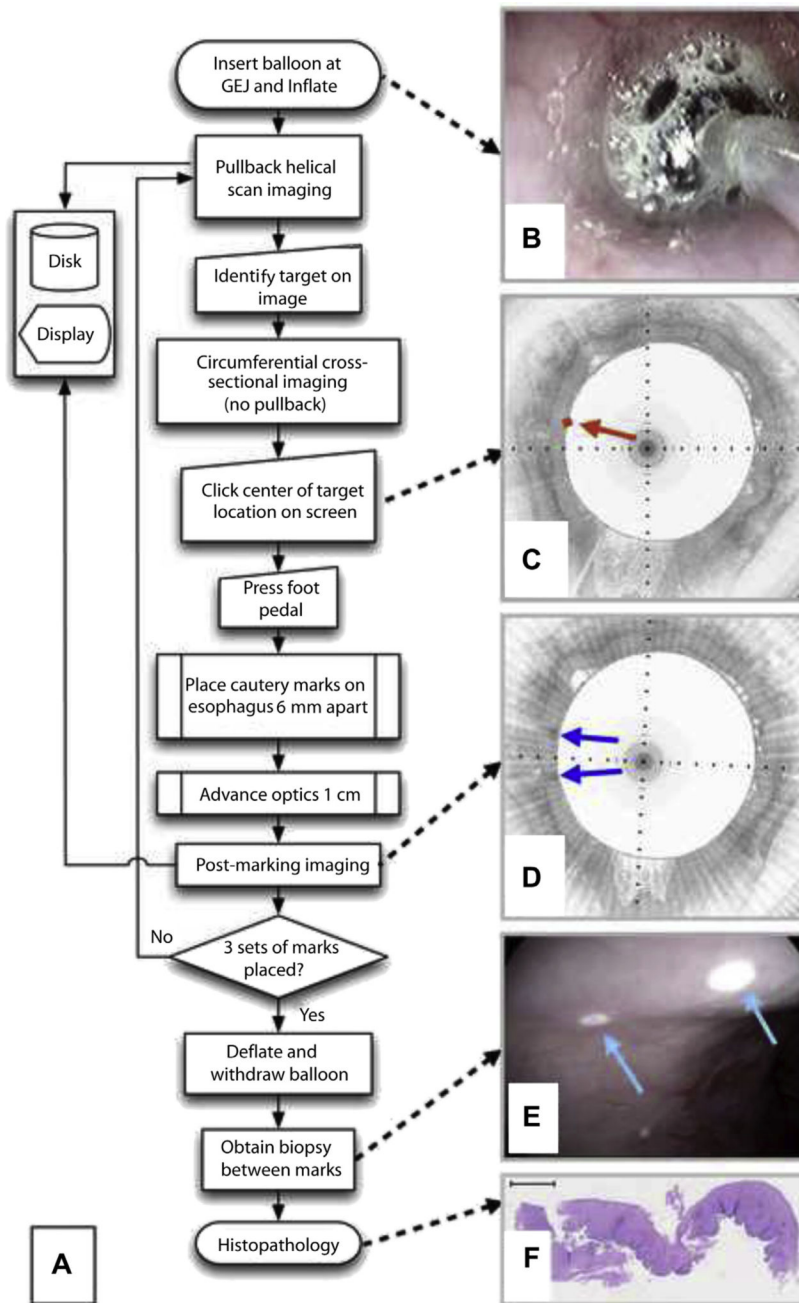 Insert balloon at
GEJ and Inflate
Pullback helical
scan imaging
Disk
Display
Identify target on
image
Circumferential cross-
sectional imaging
(no pullback)
Click center of target
location on screen
Press foot
pedal
Place cautery marks on
esophagus 6 mm apart
Advance optics 1 cm
Post-marking imaging
No
3 sets of marks
placed?
Yes
Deflate and
withdraw balloon
Obtain biopsy
between marks
Histopathology
A
B
C
D
E
F